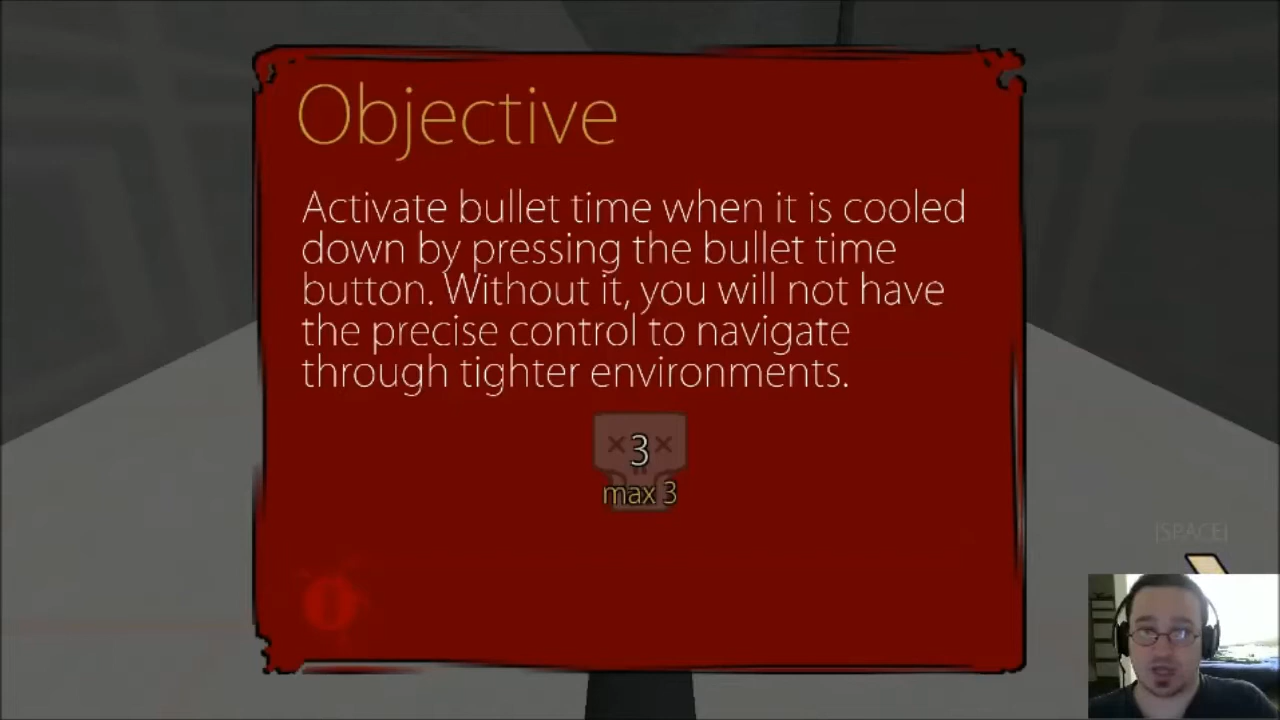 Objective
Activate bullet time when it is cooled
down by pressing the bullet time
button. Without it, you will not have
the precise control to navigate
through tighter environments.
3
max 3
[SPACE]